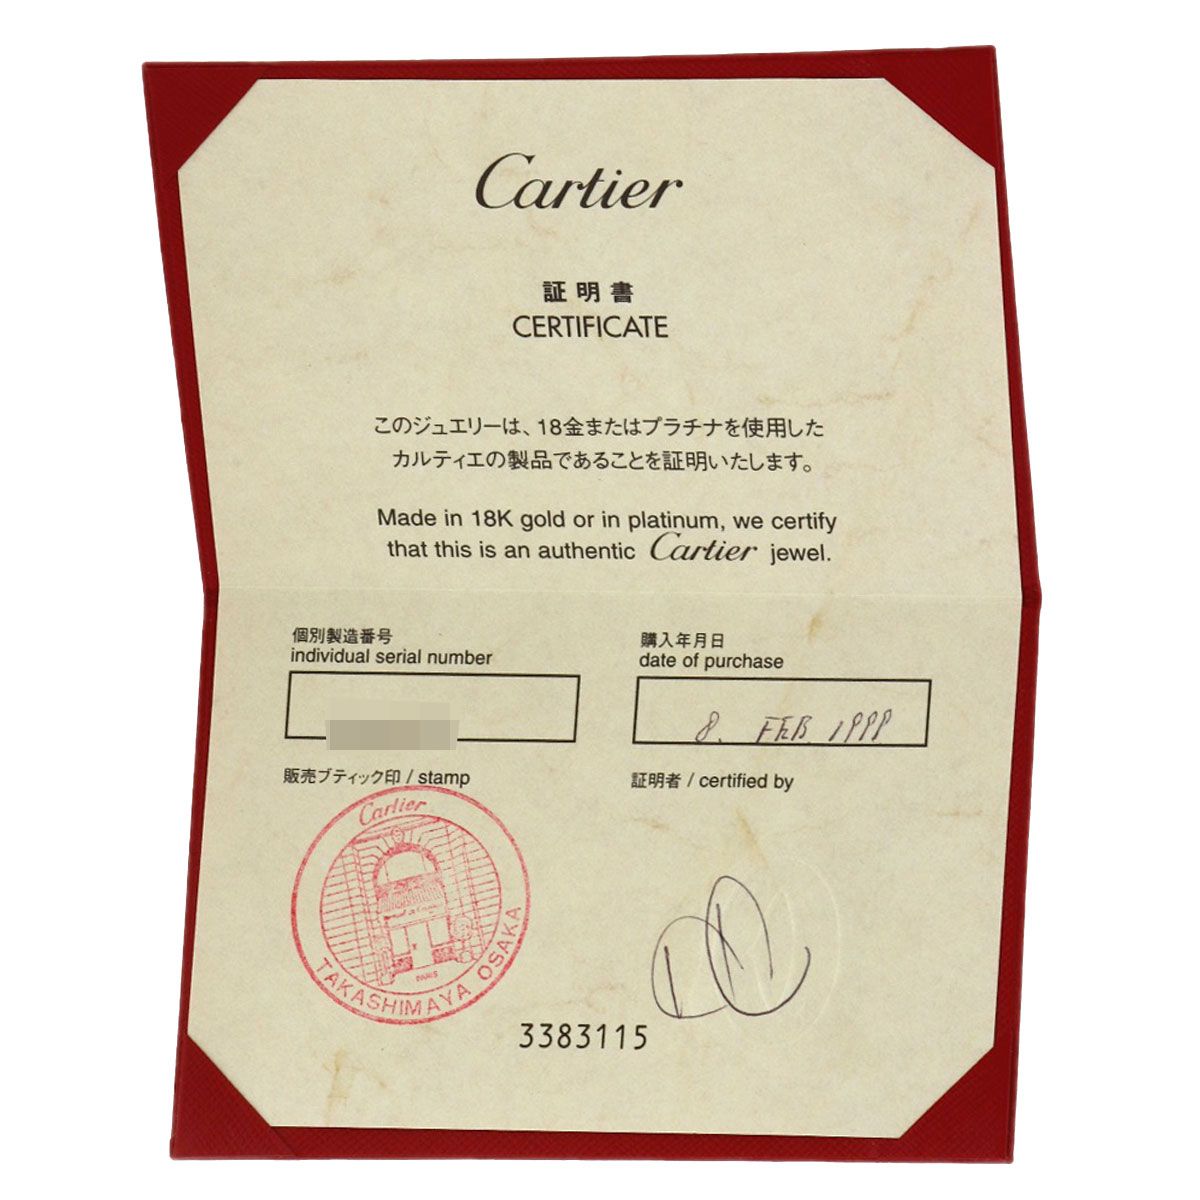 Cartier
証明書
CERTIFICATE
このジュエリーは、18金またはプラチナを使用した
カルティエの製品であることを証明いたします。
Made in 18K gold or in platinum, we certify
that this is an authentic Cartier jewel.
個別製造番号
individual serial number
購入年月日
date of purchase
8. FEB. 1999
販売ブティック印 / stamp
証明者 / certified by
Cartier
PARIS
TAKASHIMAYA OSAKA
3383115